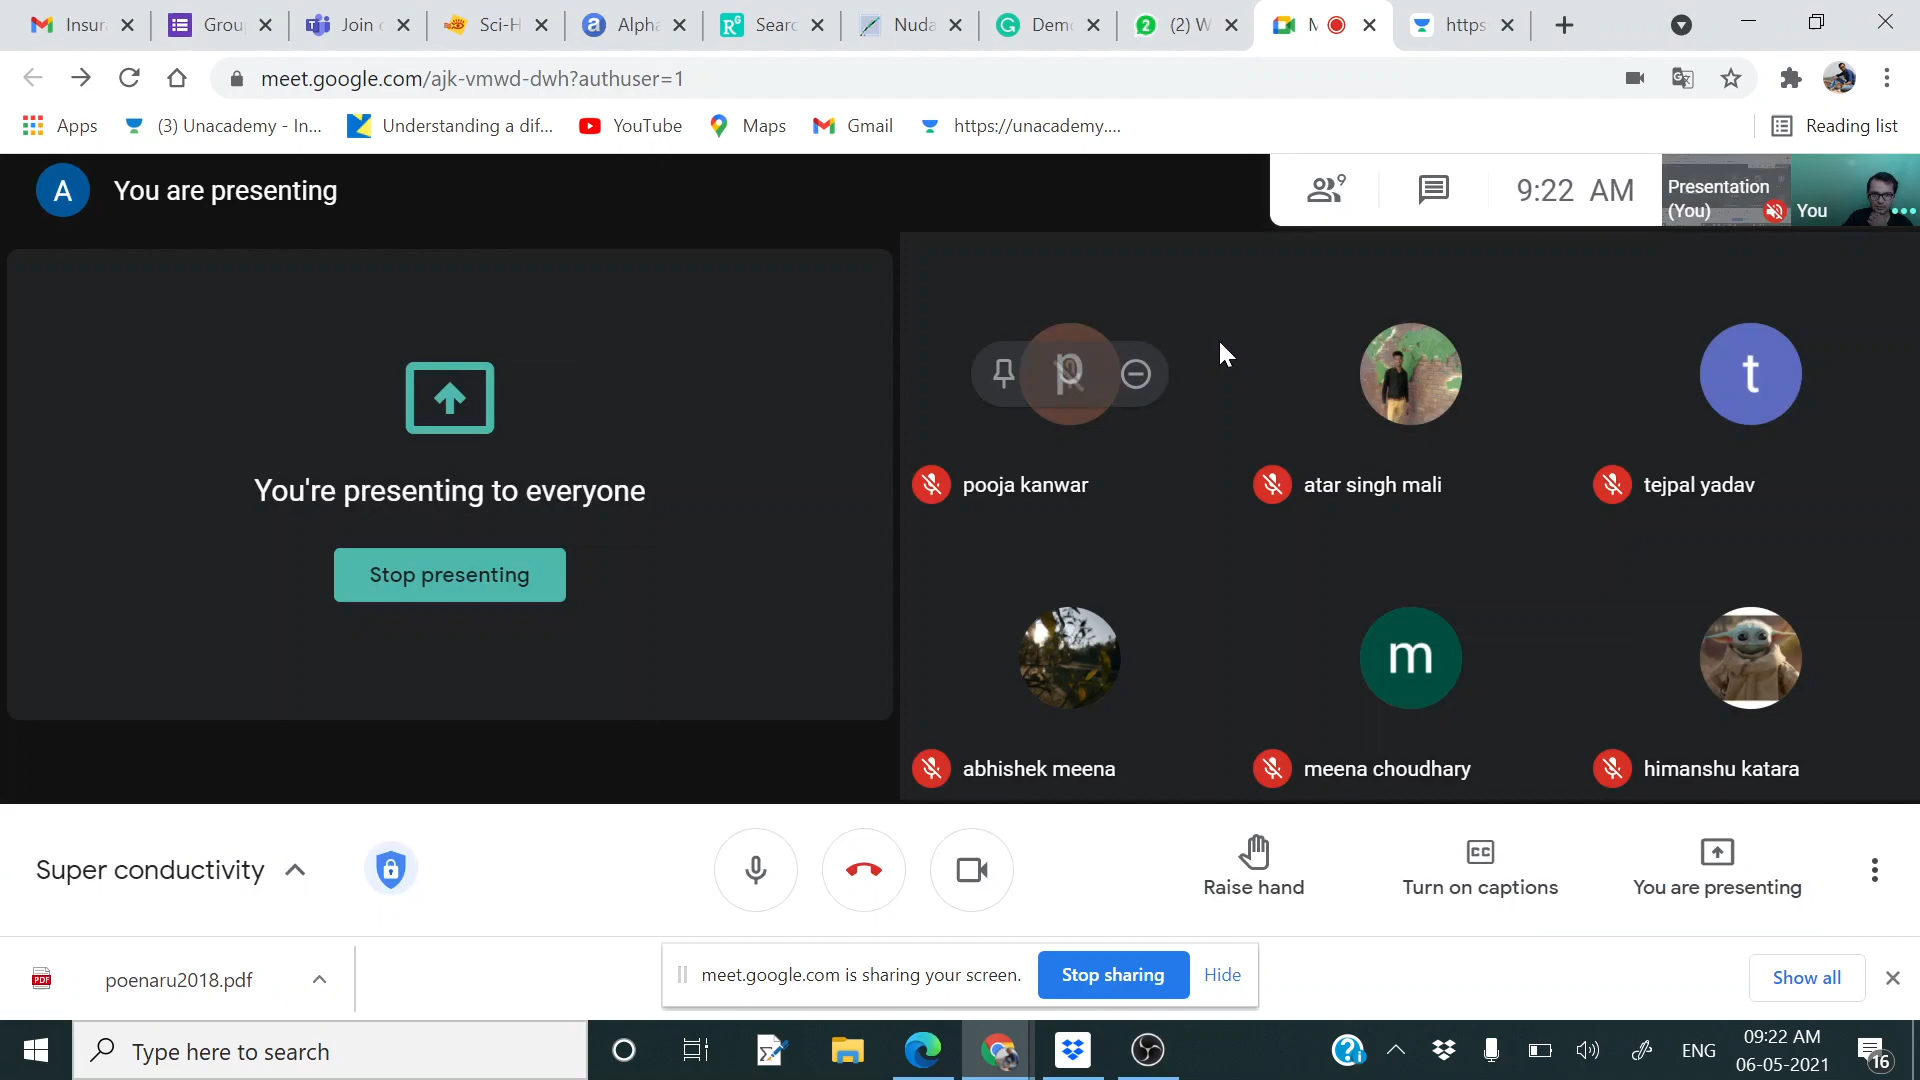 Insur
Grou
Join c
Sci-H
Alpha
Searc
Nuda
Demo
(2) W
M
https
meet.google.com/ajk-vmwd-dwh?authuser=1
Apps
(3) Unacademy - In...
Understanding a dif...
YouTube
Maps
Gmail
https://unacademy....
Reading list
A
You are presenting
9
9:22 AM
Presentation
(You)
You
You're presenting to everyone
Stop presenting
p
t
pooja kanwar
atar singh mali
tejpal yadav
m
abhishek meena
meena choudhary
himanshu katara
Super conductivity
Raise hand
Turn on captions
You are presenting
poenaru2018.pdf
meet.google.com is sharing your screen.
Stop sharing
Hide
Show all
Type here to search
ENG
09:22 AM
06-05-2021
16